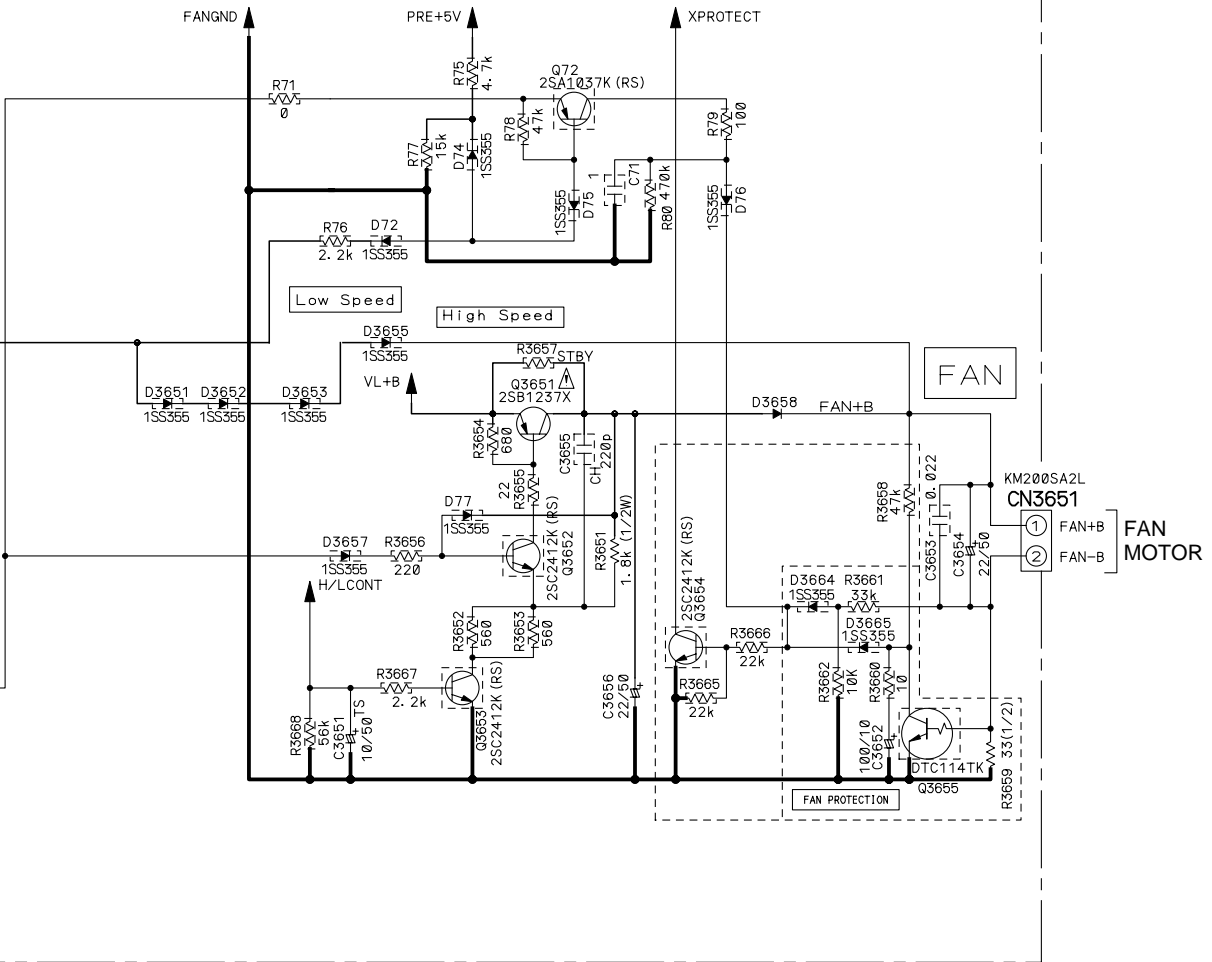 FANGND
PRE+5V
XPROTECT
R71
0
R75
4.7k
Q72
2SA1037K(RS)
R78
47k
R79
100
R77
15k
D74
1SS355
1
C71
R80 470k
1SS355
D75
1SS355
D76
R76
2.2k
D72
1SS355
Low Speed
High Speed
D3655
1SS355
R3657
STBY
FAN
VL+B
Q3651
2SB1237X
D3651
1SS355
D3652
1SS355
D3653
1SS355
D3658
FAN+B
R3654
680
C3655
220p
CH
22
R3655
R3658
47k
0.022
C3653
C3654
22/50
KM200SA2L
CN3651
1
FAN+B
2
FAN-B
FAN
MOTOR
D77
1SS355
D3657
1SS355
R3656
220
2SC2412K(RS)
Q3652
R3651
1.8k(1/2W)
2SC2412K(RS)
Q3654
H/LCONT
D3664
1SS355
R3661
33k
D3665
1SS355
R3652
560
R3653
560
R3666
22k
R3667
2.2k
R3665
22k
R3662
10K
R3660
10
R3668
56k
C3651
TS
10/50
Q3653
2SC2412K(RS)
C3656
22/50
100/10
C3652
DTC114TK
Q3655
R3659
33(1/2)
FAN PROTECTION